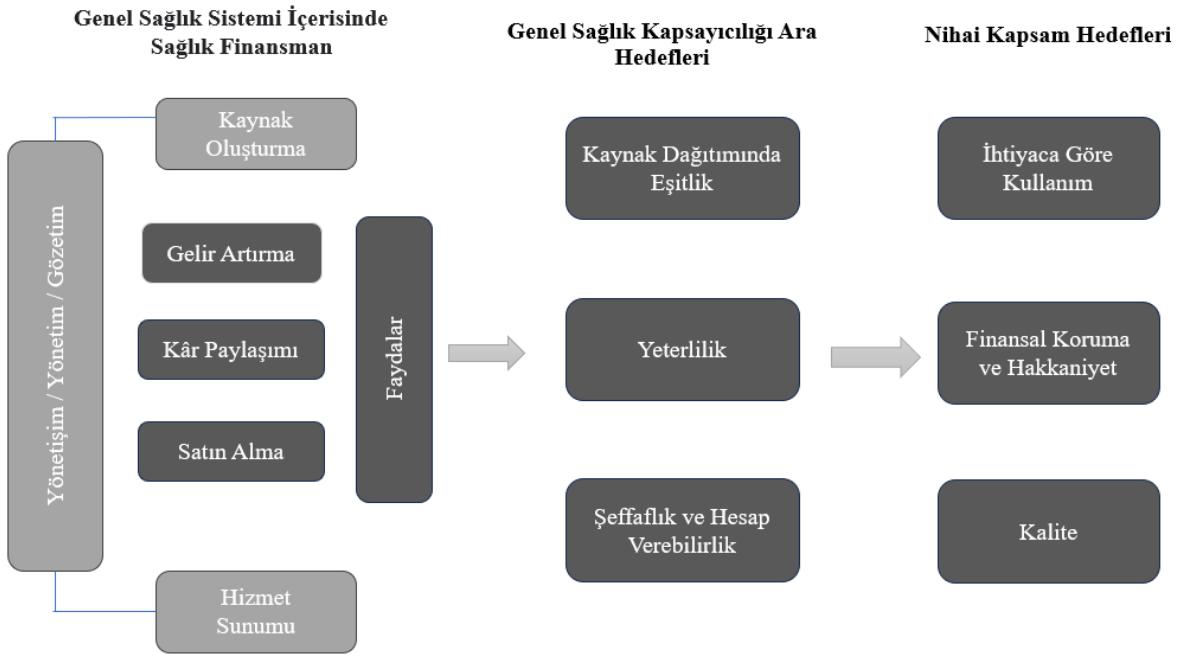 Genel Sağlık Sistemi İçerisinde
Sağlık Finansman
Kaynak
Oluşturma
Yönetişim / Yönetim / Gözetim
Gelir Artırma
Kâr Paylaşımı
Satın Alma
Faydalar
Hizmet
Sunumu
Genel Sağlık Kapsayıcılığı Ara
Hedefleri
Kaynak Dağıtımında
Eşitlik
Yeterlilik
Şeffaflık ve Hesap
Verebilirlik
Nihai Kapsam Hedefleri
İhtiyaca Göre
Kullanım
Finansal Koruma
ve Hakkaniyet
Kalite